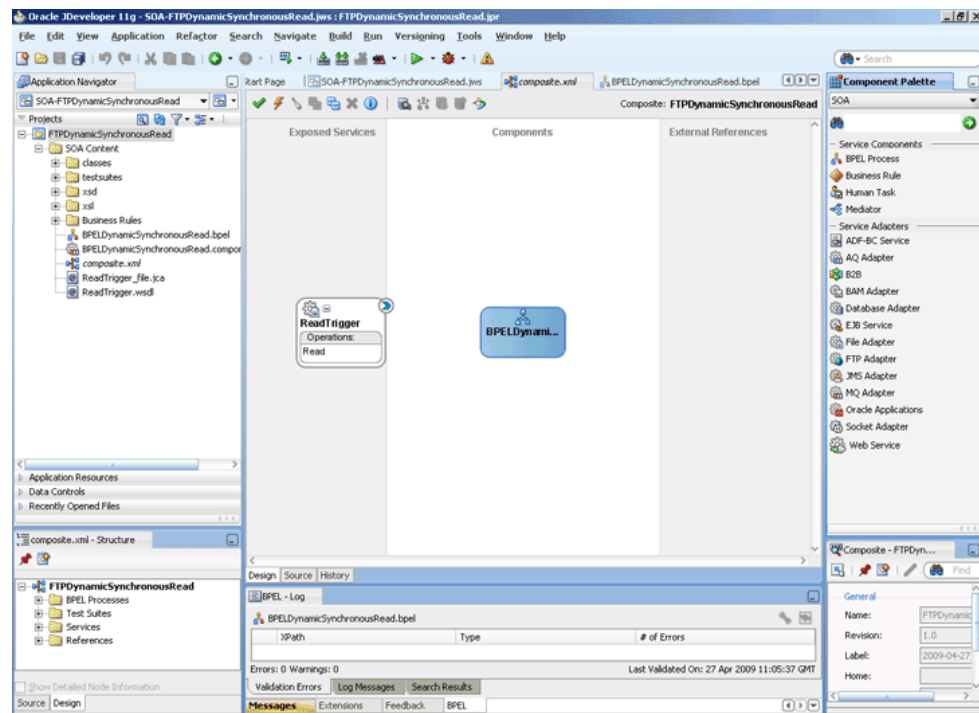 Oracle JDeveloper 11g - SOA-FTPDynamicSynchronousRead.jws : FTPDynamicSynchronousRead.jpr
File Edit View Application Refactor Search Navigate Build Run Versioning Tools Window Help
Search
Application Navigator
SOA-FTPDynamicSynchronousRead
Projects
FTPDynamicSynchronousRead
SOA Content
classes
testsuites
xsd
xsl
Business Rules
BPELDynamicSynchronousRead.bpel
BPELDynamicSynchronousRead.compor
composite.xml
ReadTrigger_file.jca
ReadTrigger.wsdl
Application Resources
Data Controls
Recently Opened Files
composite.xml - Structure
FTPDynamicSynchronousRead
BPEL Processes
Test Suites
Services
References
Show Detailed Node Information
Source Design
tart Page SOA-FTPDynamicSynchronousRead.jws composite.xml BPELDynamicSynchronousRead.bpel
Composite: FTPDynamicSynchronousRead
Exposed Services Components External References
ReadTrigger
Operations:
Read
BPELDynami...
Design Source History
BPEL - Log
BPELDynamicSynchronousRead.bpel
XPath Type # of Errors
Errors: 0 Warnings: 0 Last Validated On: 27 Apr 2009 11:05:37 GMT
Validation Errors Log Messages Search Results
Messages Extensions Feedback BPEL
Component Palette
SOA
Service Components
BPEL Process
Business Rule
Human Task
Mediator
Service Adapters
ADF-BC Service
AQ Adapter
B2B
BAM Adapter
Database Adapter
EJB Service
File Adapter
FTP Adapter
JMS Adapter
MQ Adapter
Oracle Applications
Socket Adapter
Web Service
Composite - FTPDyn...
Find
General
Name: FTPDynamic
Revision: 1.0
Label: 2009-04-27
Home: